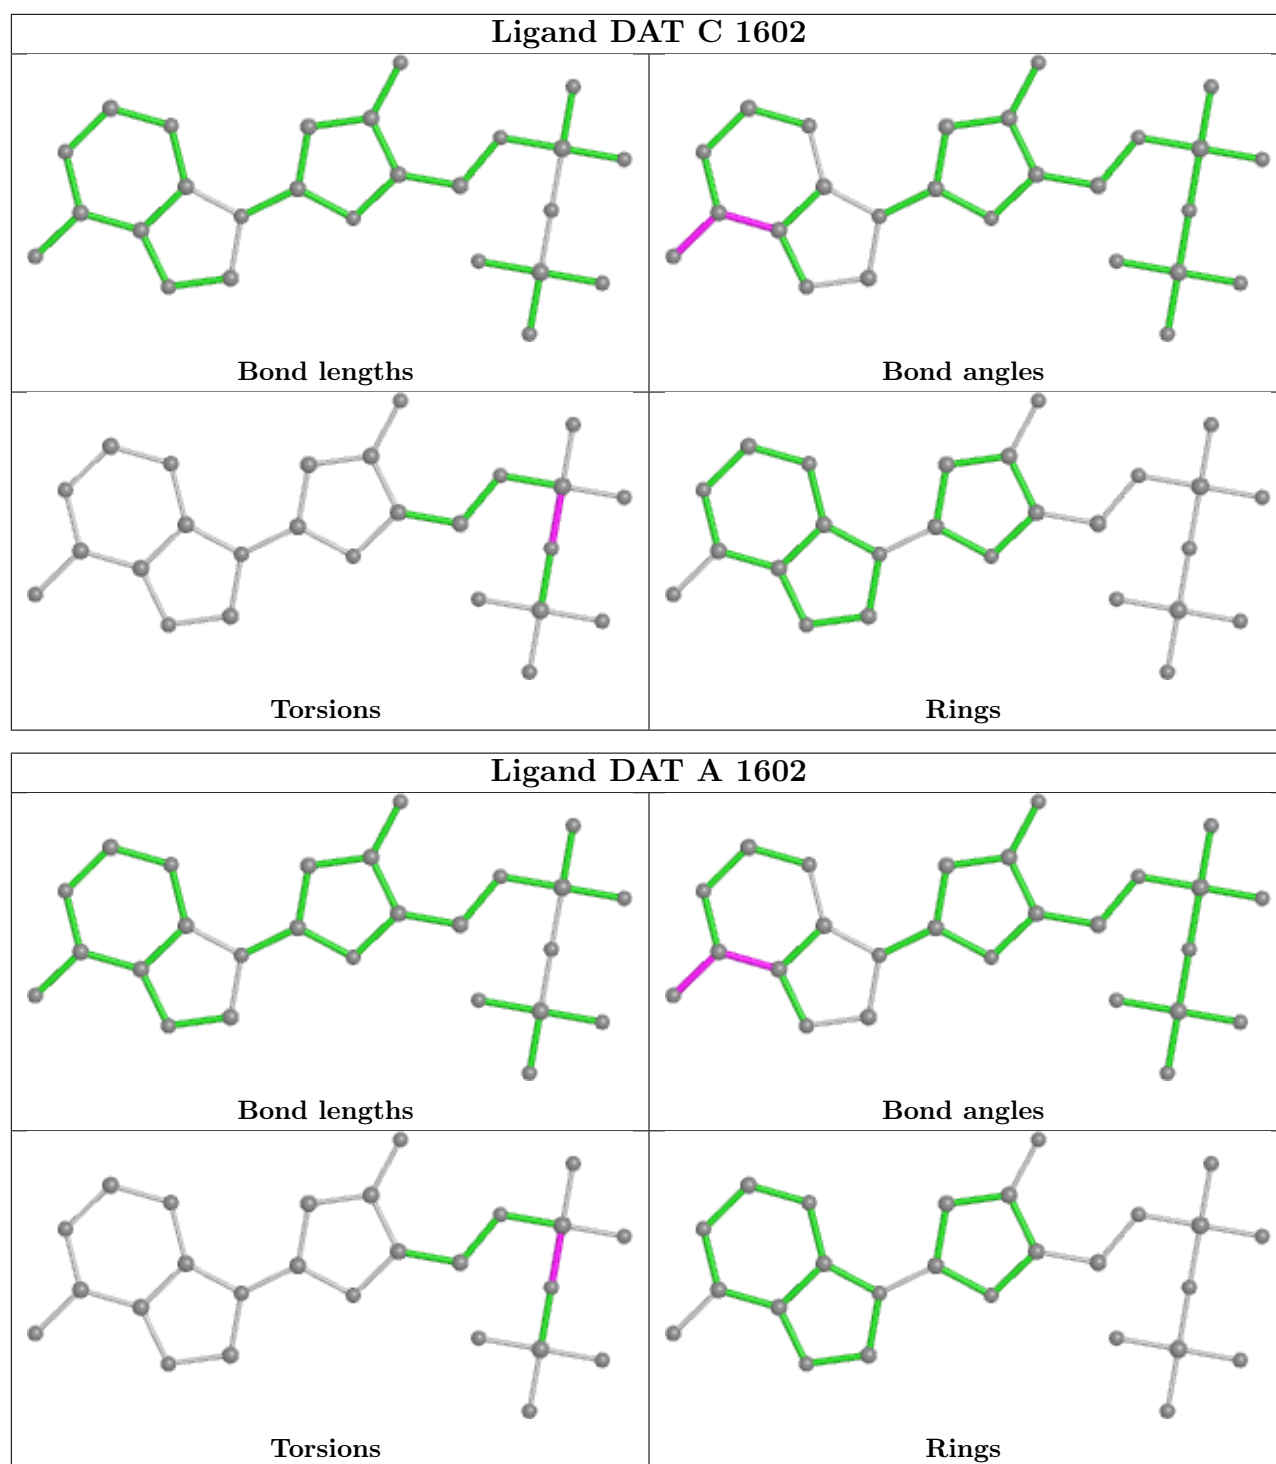 Ligand DAT C 1602
Bond lengths
Bond angles
Torsions
Rings
Ligand DAT A 1602
Bond lengths
Bond angles
Torsions
Rings